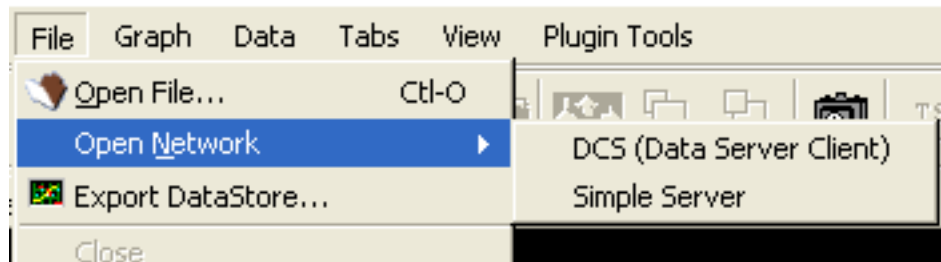 File Graph Data Tabs View Plugin Tools
Open File... Ctl-O
Open Network
DCS (Data Server Client)
Simple Server
Export DataStore...
Close
TS